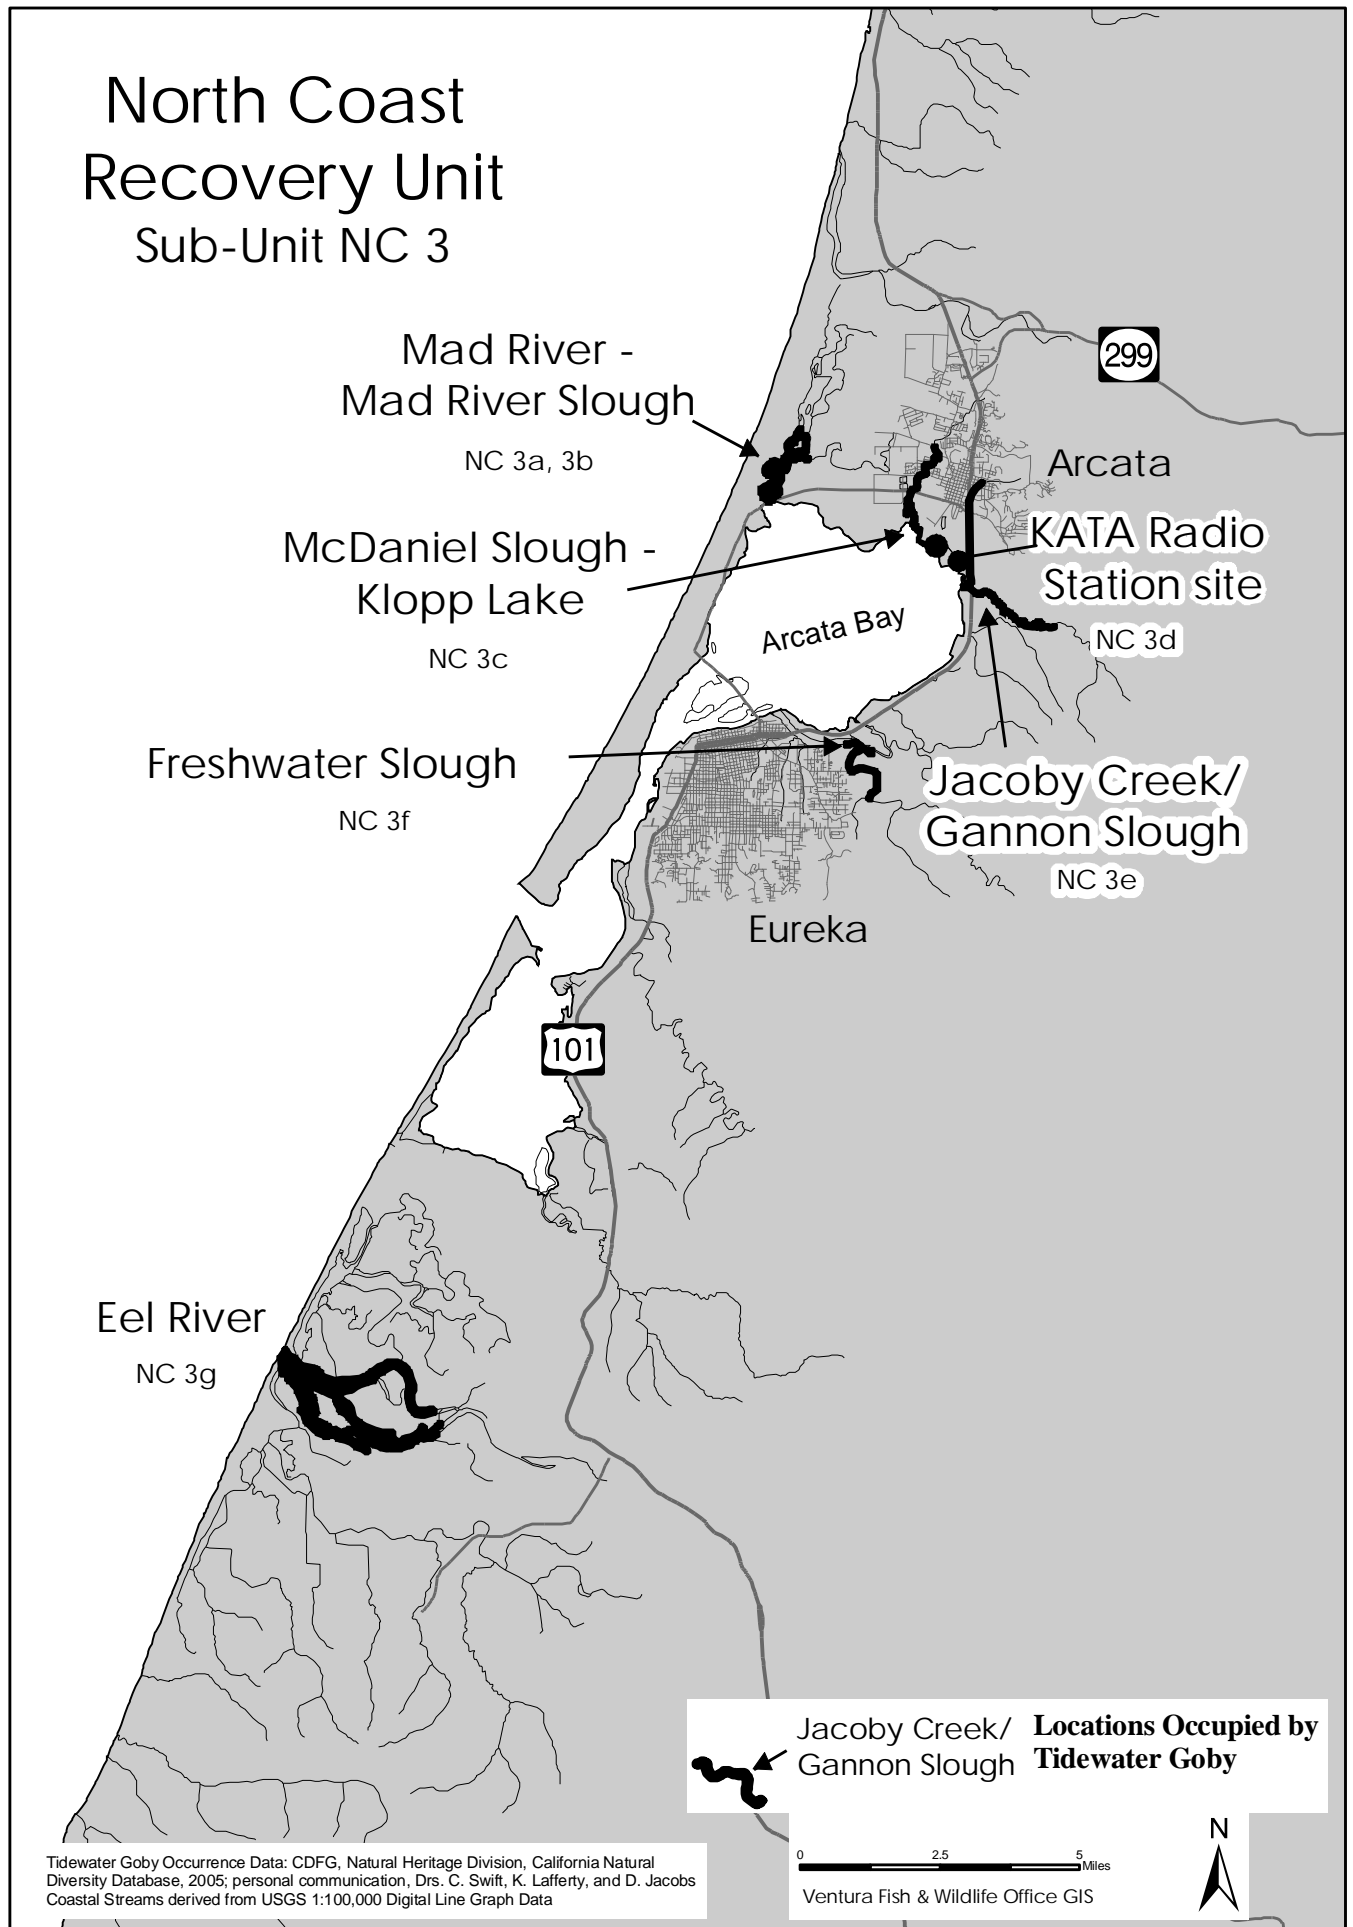 North Coast
Recovery Unit
Sub-Unit NC 3
299
Mad River -
Mad River Slough
NC 3a, 3b
Arcata
McDaniel Slough -
Klopp Lake
NC 3c
KATA Radio
Station site
NC 3d
Arcata Bay
Freshwater Slough
NC 3f
Jacoby Creek/
Gannon Slough
NC 3e
Eureka
101
Eel River
NC 3g
Jacoby Creek/
Gannon Slough
Locations Occupied by
Tidewater Goby
Tidewater Goby Occurrence Data: CDFG, Natural Heritage Division, California Natural
Diversity Database, 2005; personal communication, Drs. C. Swift, K. Lafferty, and D. Jacobs
Coastal Streams derived from USGS 1:100,000 Digital Line Graph Data
0 2.5 5
Miles
Ventura Fish & Wildlife Office GIS
N